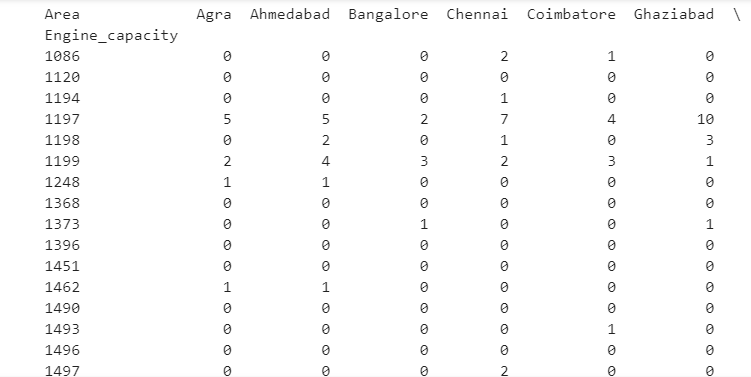 Area Agra Ahmedabad Bangalore Chennai Coimbatore Ghaziabad \
Engine_capacity
1086 0 0 0 2 1 0
1120 0 0 0 0 0 0
1194 0 0 0 1 0 0
1197 5 5 2 7 4 10
1198 0 2 0 1 0 3
1199 2 4 3 2 3 1
1248 1 1 0 0 0 0
1368 0 0 0 0 0 0
1373 0 0 1 0 0 1
1396 0 0 0 0 0 0
1451 0 0 0 0 0 0
1462 1 1 0 0 0 0
1490 0 0 0 0 0 0
1493 0 0 0 0 1 0
1496 0 0 0 0 0 0
1497 0 0 0 2 0 0